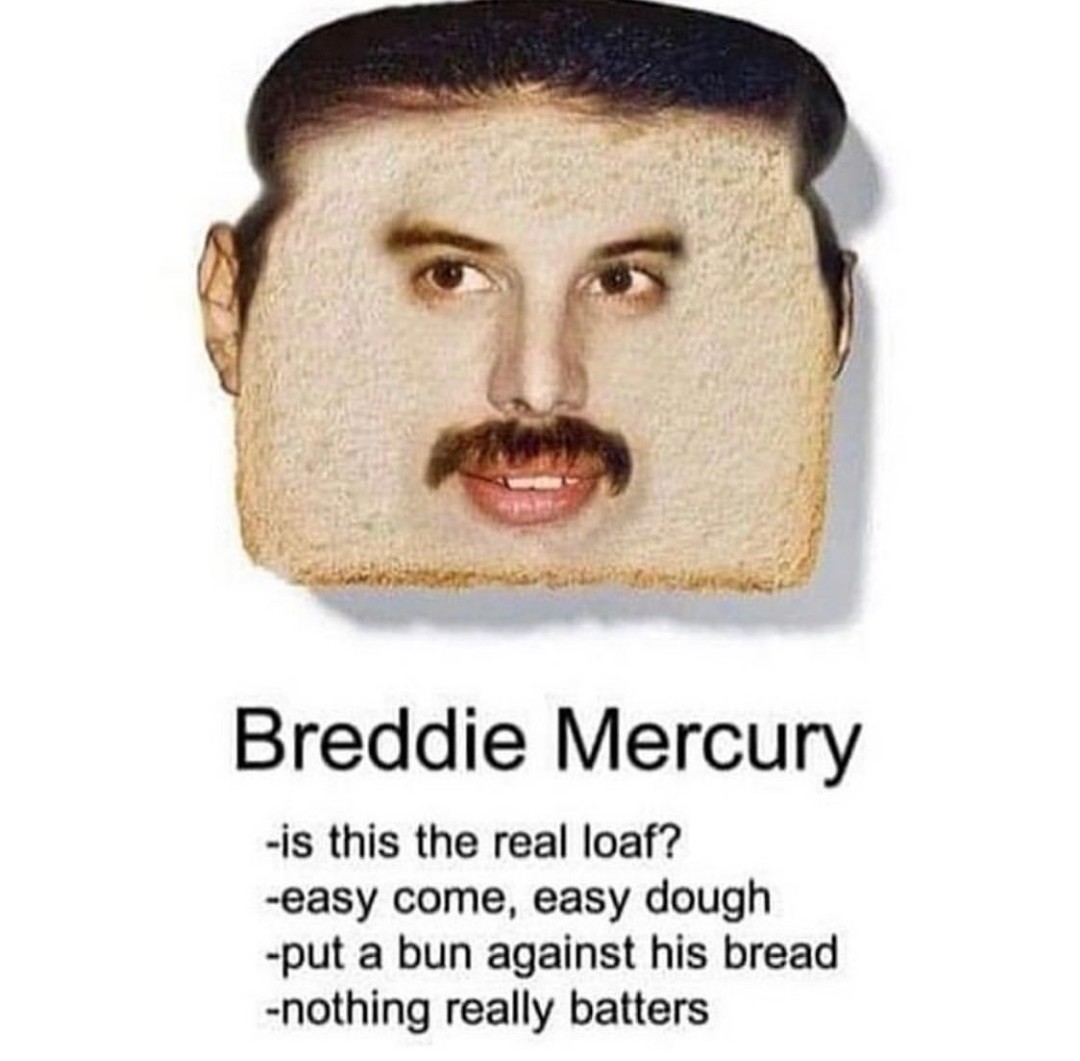 Breddie Mercury
-is this the real loaf?
-easy come, easy dough
-put a bun against his bread
-nothing really batters